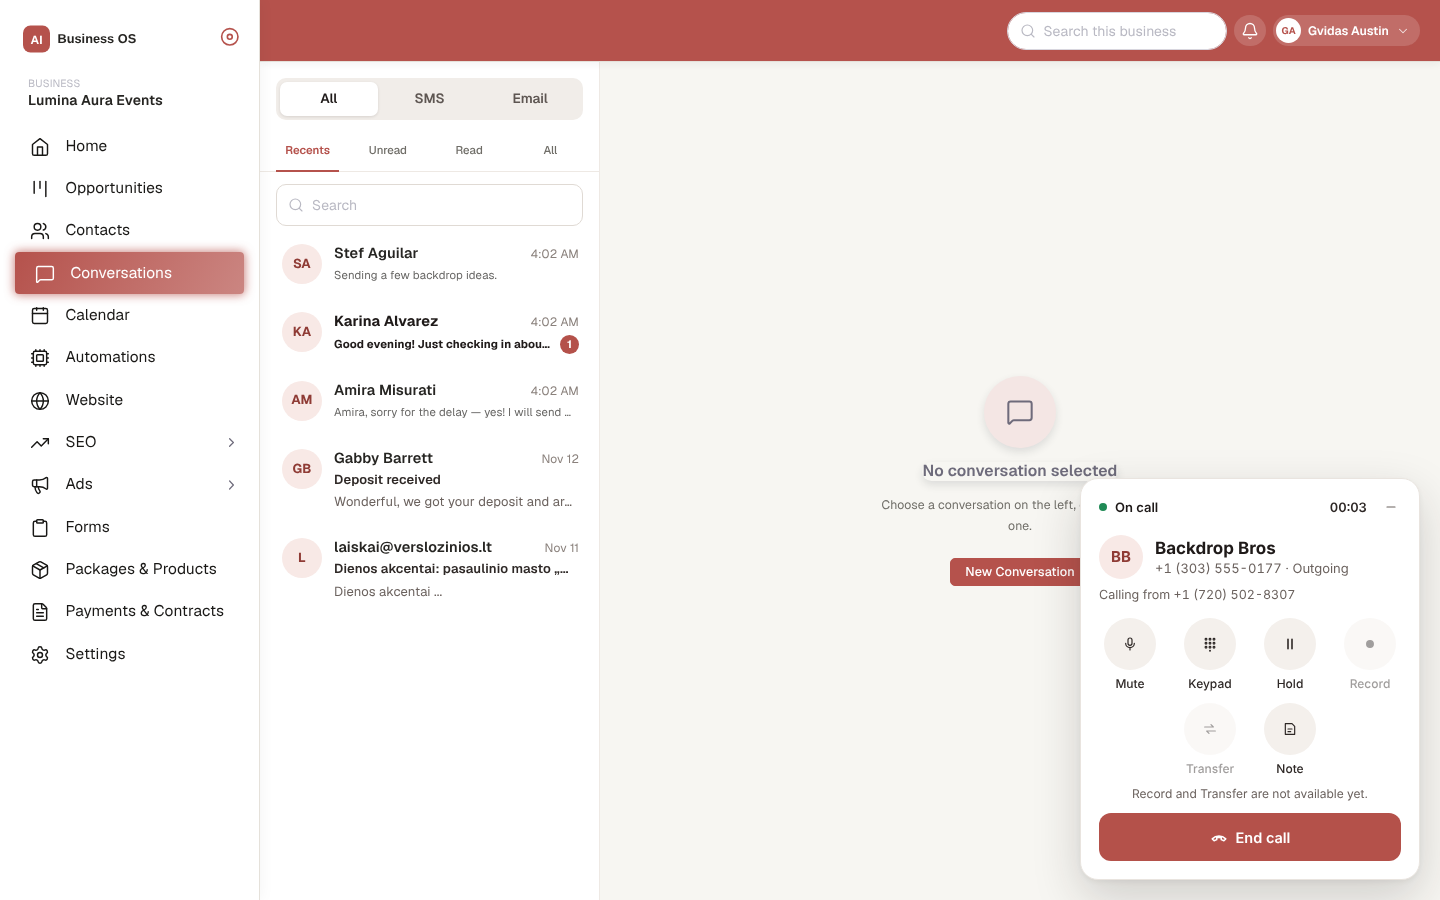 AI Business OS
BUSINESS
Lumina Aura Events
Home
Opportunities
Contacts
Conversations
Calendar
Automations
Website
SEO
Ads
Forms
Packages & Products
Payments & Contracts
Settings
Search this business
GA Gvidas Austin
All SMS Email
Recents Unread Read All
Search
SA Stef Aguilar 4:02 AM
Sending a few backdrop ideas.
KA Karina Alvarez 4:02 AM
Good evening! Just checking in abou... 1
AM Amira Misurati 4:02 AM
Amira, sorry for the delay — yes! I will send ...
GB Gabby Barrett Nov 12
Deposit received
Wonderful, we got your deposit and ar...
L laiskai@verslozinios.lt Nov 11
Dienos akcentai: pasaulinio masto „...
Dienos akcentai ...
No conversation selected
Choose a conversation on the left,
one.
New Conversation
On call 00:03
BB Backdrop Bros
+1 (303) 555-0177 · Outgoing
Calling from +1 (720) 502-8307
Mute Keypad Hold Record
Transfer Note
Record and Transfer are not available yet.
End call